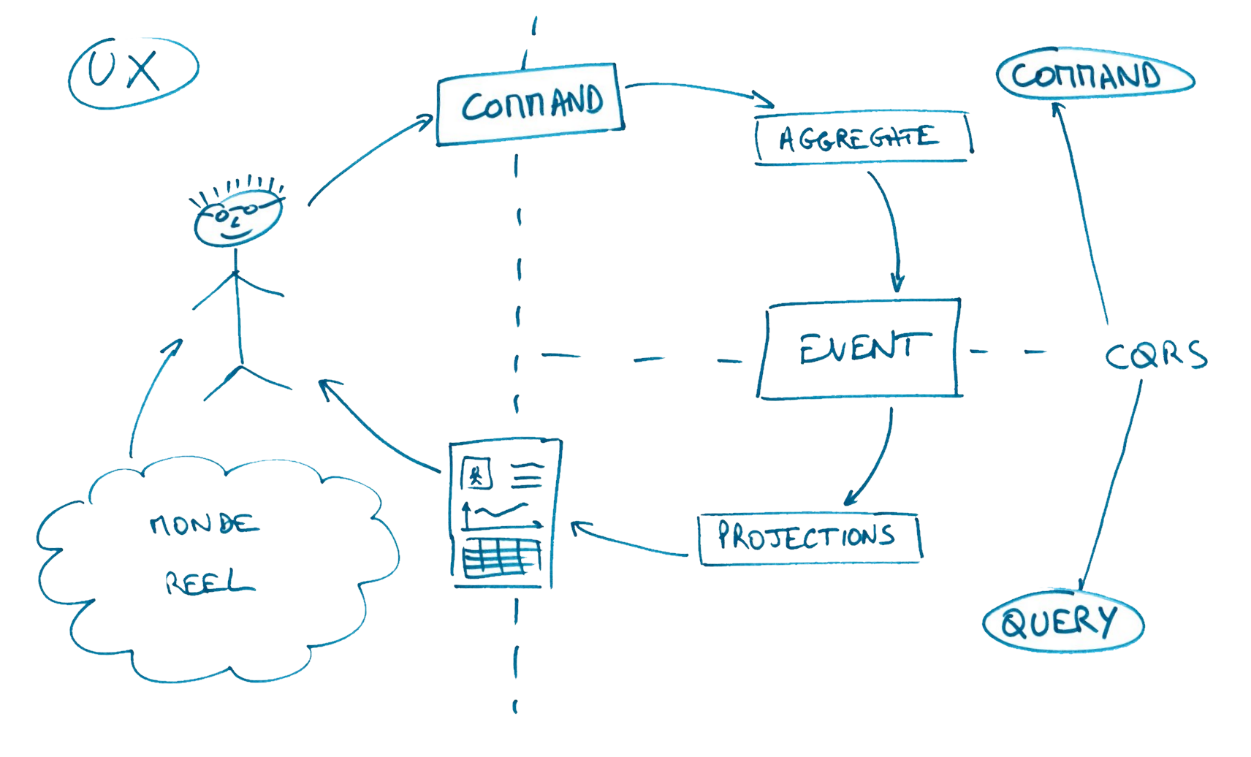 UX
COMMAND
COMMAND
AGGREGATE
EVENT
CQRS
MONDE
REEL
PROJECTIONS
QUERY